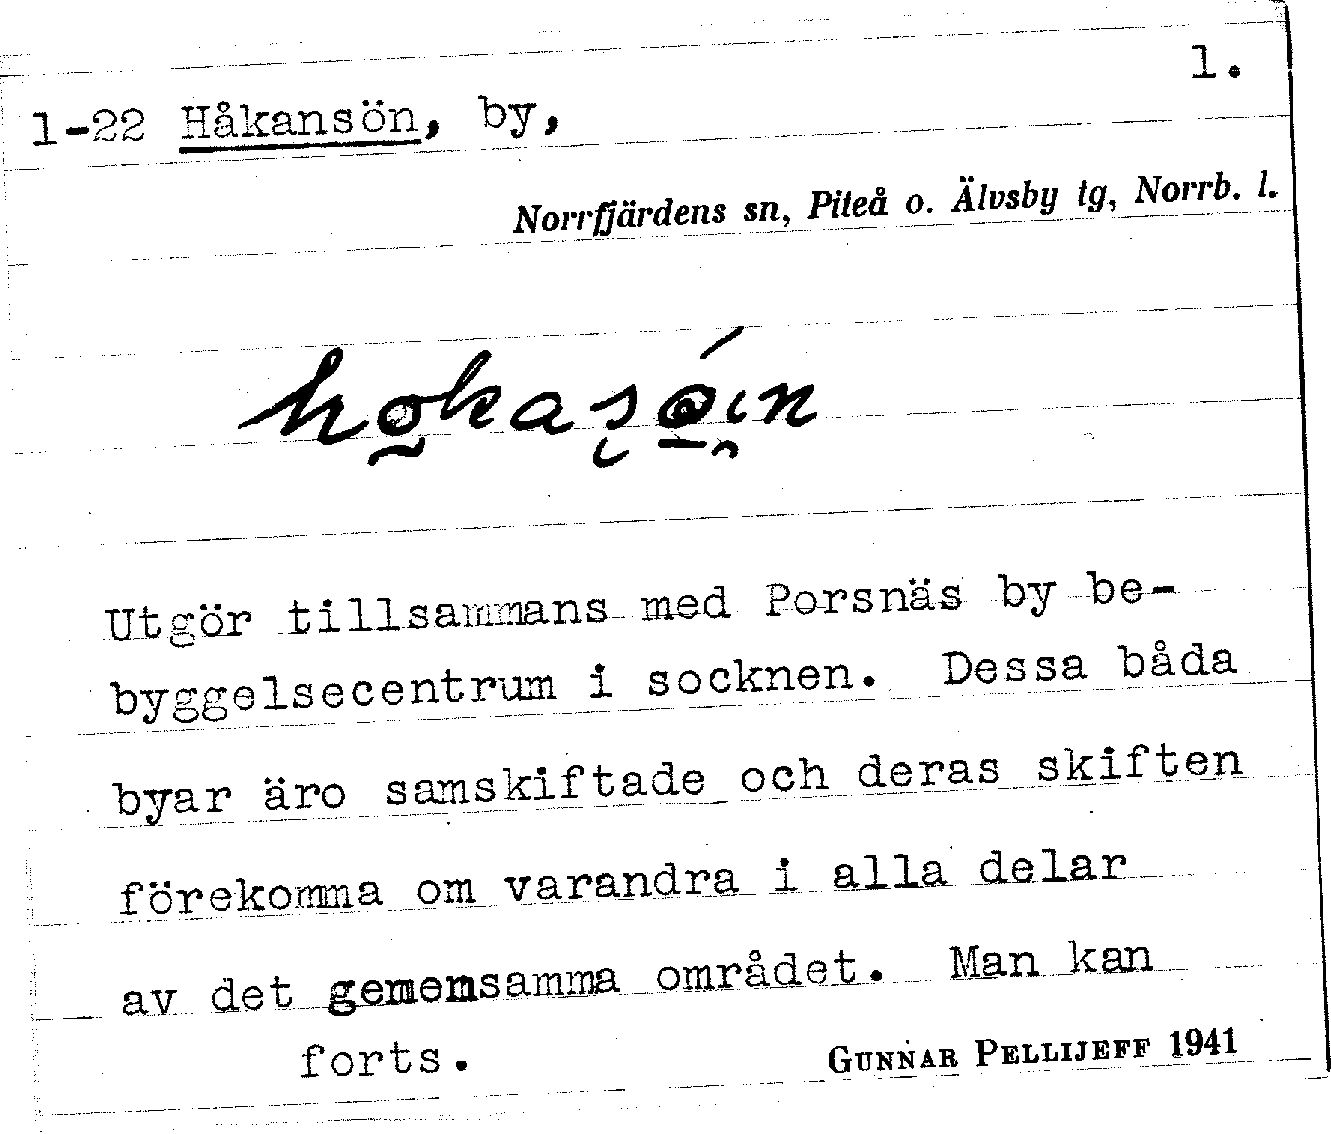 1.
1-22 Håkansön, by,
Norrfjärdens sn, Piteå o. Älvsby tg, Norrb. l.
Utgör tillsammans med Porsnäs by be-
byggelsecentrum i socknen. Dessa båda
byar äro samskiftade och deras skiften
förekomma om varandra i alla delar
av det gemensamma området. Man kan
forts.
GUNNAR PELLIJEFF 1941